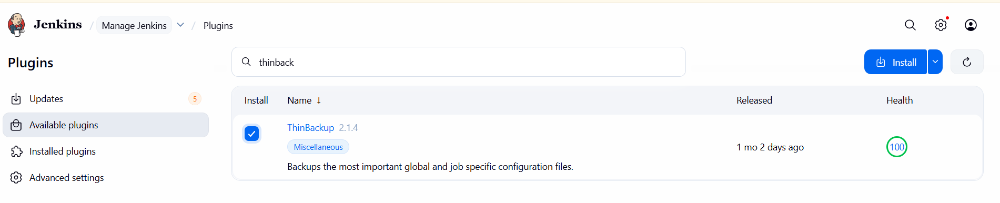 Jenkins / Manage Jenkins / Plugins
Plugins
thinback
Install
Updates 5
Available plugins
Installed plugins
Advanced settings
Install Name ↓ Released Health
ThinBackup 2.1.4
Miscellaneous
Backups the most important global and job specific configuration files.
1 mo 2 days ago
100